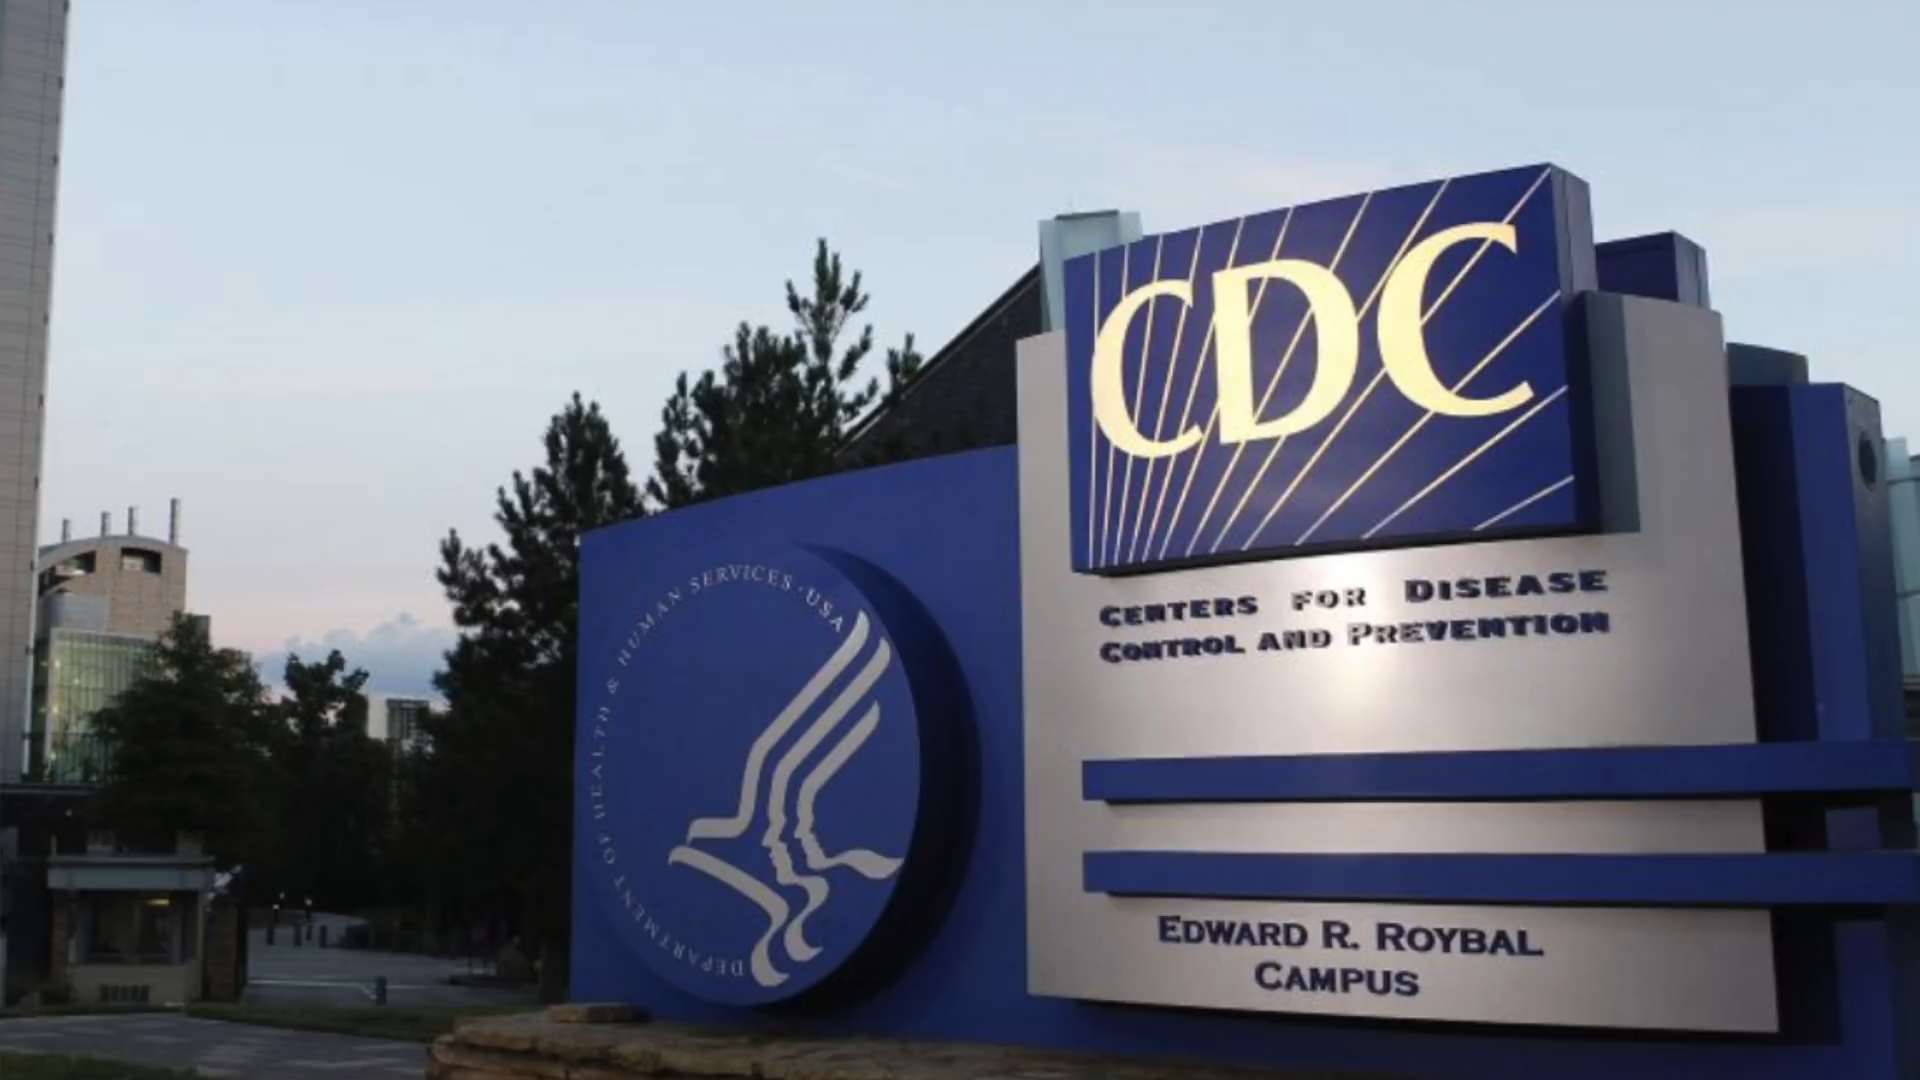 CDC
CENTERS FOR DISEASE
CONTROL AND PREVENTION
DEPARTMENT OF HEALTH & HUMAN SERVICES · USA
EDWARD R. ROYBAL
CAMPUS